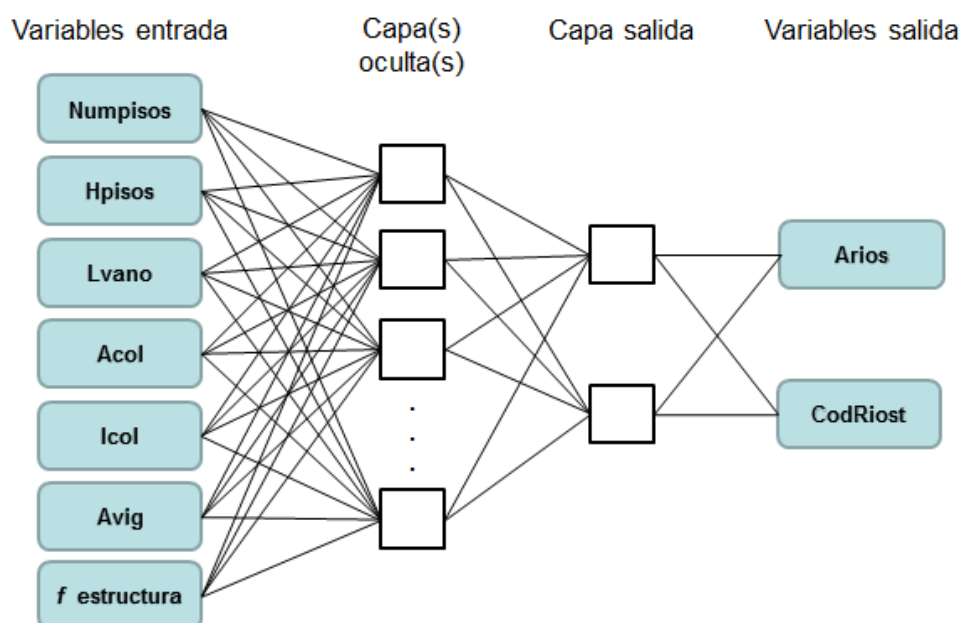 Variables entrada
Capa(s)
oculta(s)
Capa salida
Variables salida
Numpisos
Hpisos
Lvano
Acol
Icol
Avig
f estructura
.
.
.
Arios
CodRiost